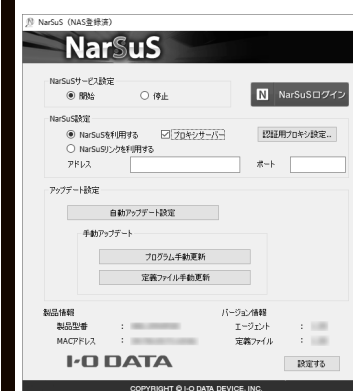 NarSuS（NAS登録済）
NarSuS
NarSuSサービス設定
開始 停止
N NarSuSログイン
NarSuS設定
NarSuSを利用する プロキシサーバー 認証用プロキシ設定..
NarSuSリンクを利用する
アドレス ポート
アップデート設定
自動アップデート設定
手動アップデート
プログラム手動更新
定義ファイル手動更新
製品情報 バージョン情報
製品型番 : エージェント :
MACアドレス : 定義ファイル :
I-O DATA 設定する
COPYRIGHT © I-O DATA DEVICE, INC.